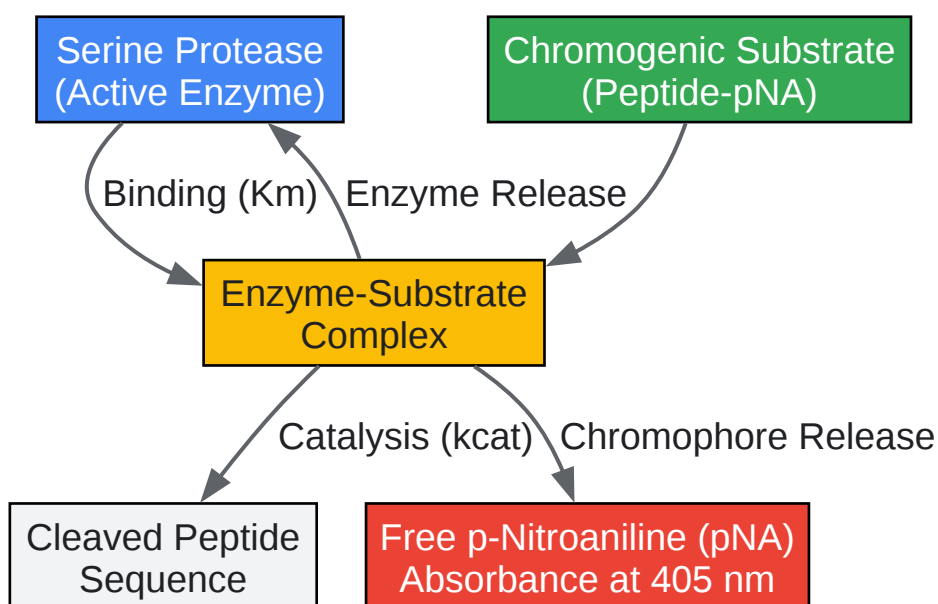 Serine Protease
(Active Enzyme)
Chromogenic Substrate
(Peptide-pNA)
Binding (Km)
Enzyme Release
Enzyme-Substrate
Complex
Catalysis (kcat)
Chromophore Release
Cleaved Peptide
Sequence
Free p-Nitroaniline (pNA)
Absorbance at 405 nm